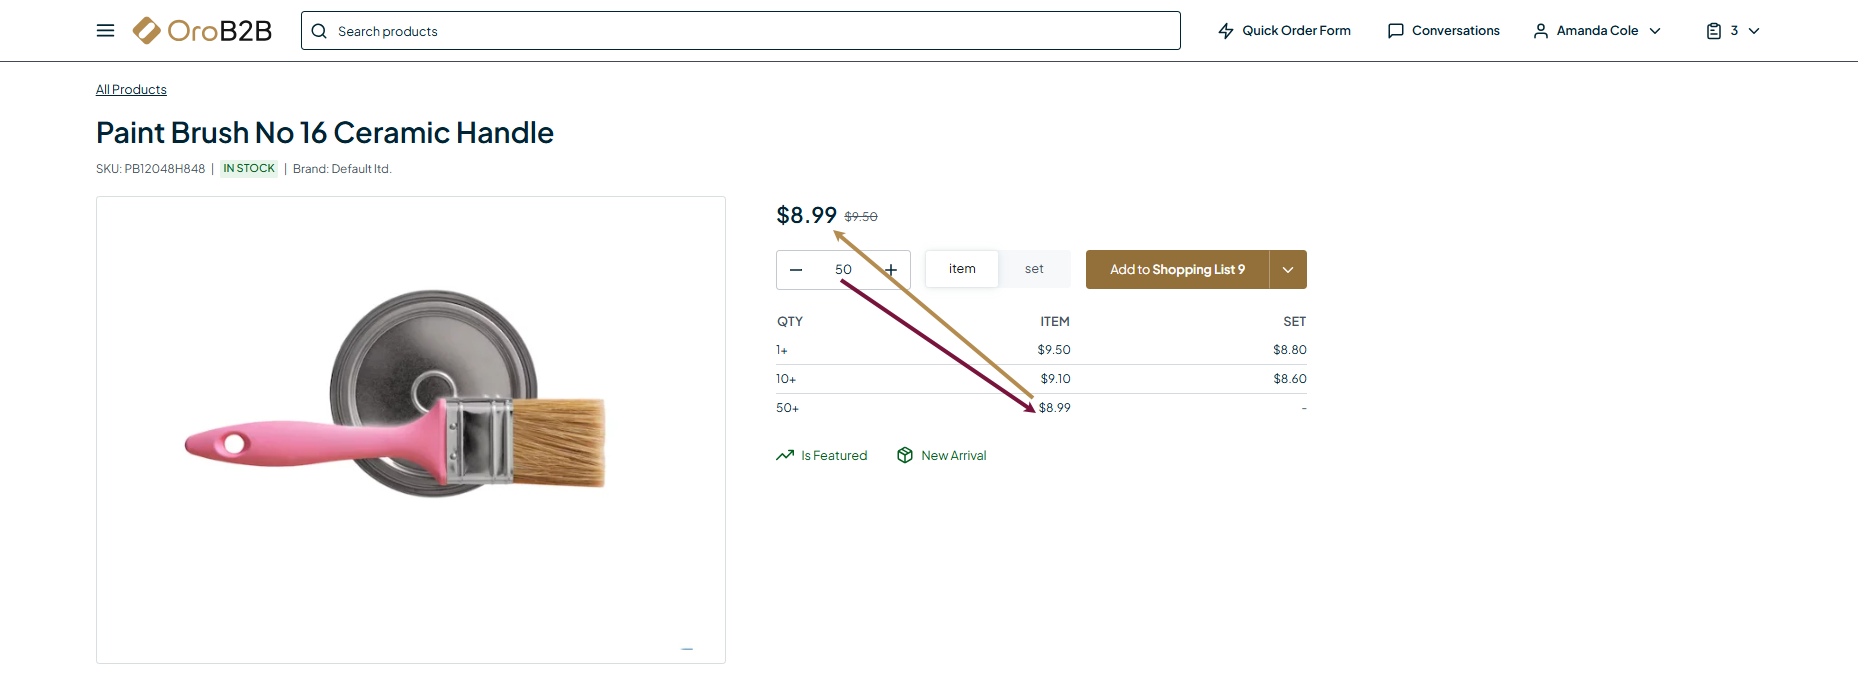 OroB2B
Search products
Quick Order Form
Conversations
Amanda Cole
3
All Products
Paint Brush No 16 Ceramic Handle
SKU: PB12048H848 | IN STOCK | Brand: Default ltd.
$8.99 $9.50
50 item set Add to Shopping List 9
QTY ITEM SET
1+ $9.50 $8.80
10+ $9.10 $8.60
50+ $8.99 -
Is Featured New Arrival